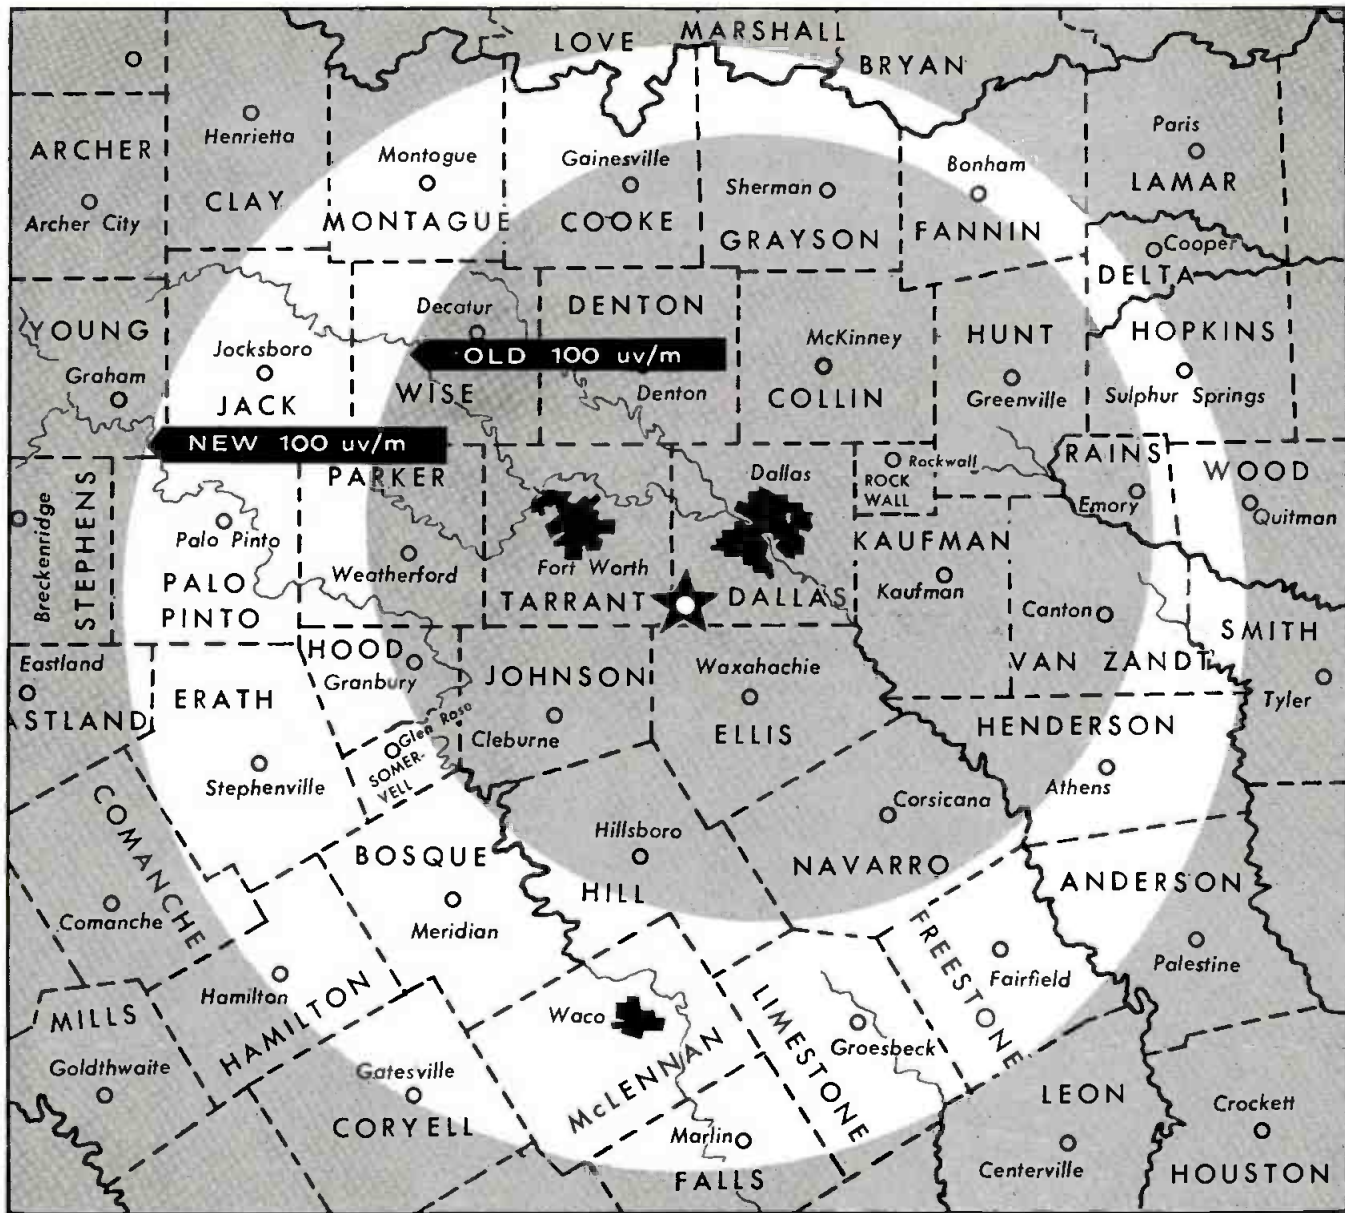 LOVE
MARSHALL
BRYAN
ARCHER
Archer City
Henrietta
CLAY
Montogue
MONTAGUE
Gainesville
COOKE
Sherman
GRAYSON
Bonham
FANNIN
Paris
LAMAR
Cooper
DELTA
YOUNG
Graham
Jocksboro
JACK
Decatur
WISE
OLD 100 uv/m
DENTON
Denton
McKinney
COLLIN
HUNT
Greenville
HOPKINS
Sulphur Springs
NEW 100 uv/m
Breckenridge
STEPHENS
Palo Pinto
PALO
PINTO
PARKER
Weatherford
Fort Worth
TARRANT
Dallas
DALLAS
Rockwall
ROCK
WALL
KAUFMAN
Kaufman
RAINS
Emory
WOOD
Quitman
Canton
VAN ZANDT
SMITH
Tyler
Eastland
ASTLAND
ERATH
Stephenville
HOOD
Granbury
Glen Rose
SOMER-
VELL
JOHNSON
Cleburne
Waxahachie
ELLIS
HENDERSON
Athens
COMANCHE
Comanche
BOSQUE
Meridian
Hillsboro
HILL
Corsicana
NAVARRO
ANDERSON
Palestine
FREESTONE
Fairfield
MILLS
Goldthwaite
Hamilton
HAMILTON
Gatesville
CORYELL
Waco
McLENNAN
LIMESTONE
Groesbeck
Marlin
FALLS
LEON
Centerville
Crockett
HOUSTON